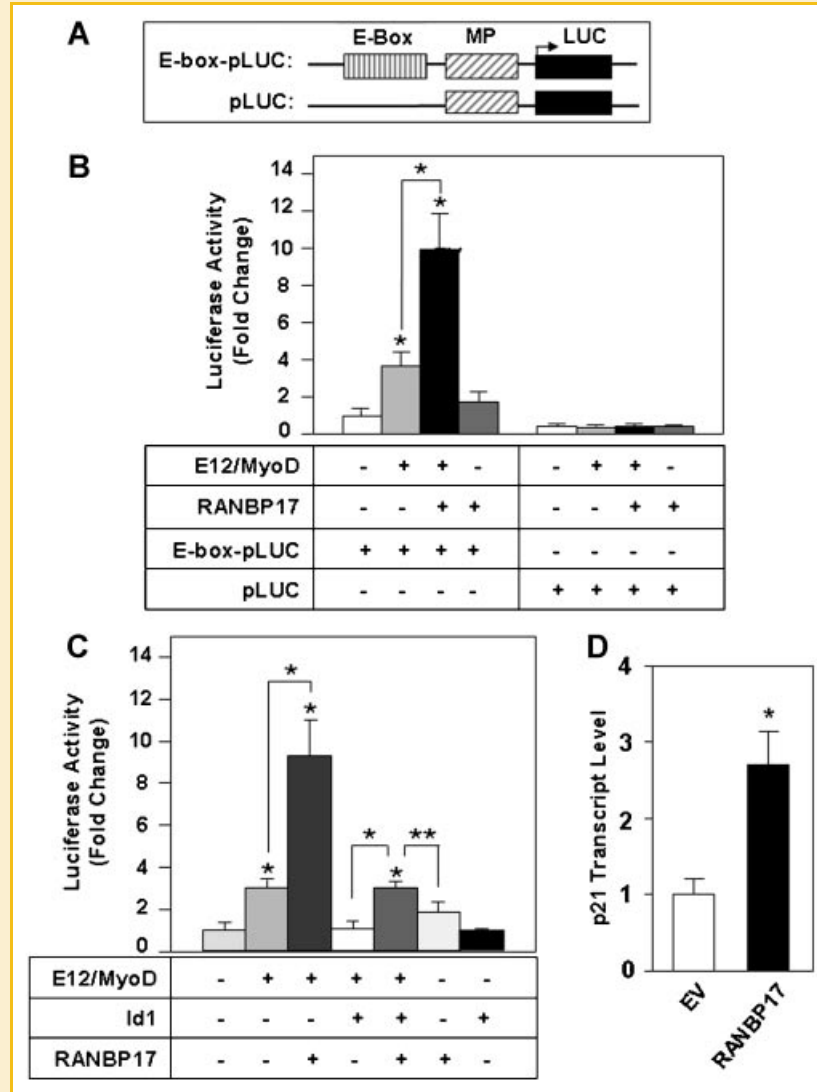 A
E-Box MP LUC
E-box-pLUC:
pLUC:
B
Luciferase Activity
(Fold Change)
14
12
10
8
6
4
2
0
*
*
*
E12/MyoD - + + - - + + -
RANBP17 - - + + - - + +
E-box-pLUC + + + + - - - -
pLUC - - - - + + + +
C
Luciferase Activity
(Fold Change)
14
12
10
8
6
4
2
0
*
*
*
* **
*
E12/MyoD - + + + + - -
Id1 - - - + + - +
RANBP17 - - + - + + -
D
p21 Transcript Level
4
3
2
1
0
*
EV
RANBP17